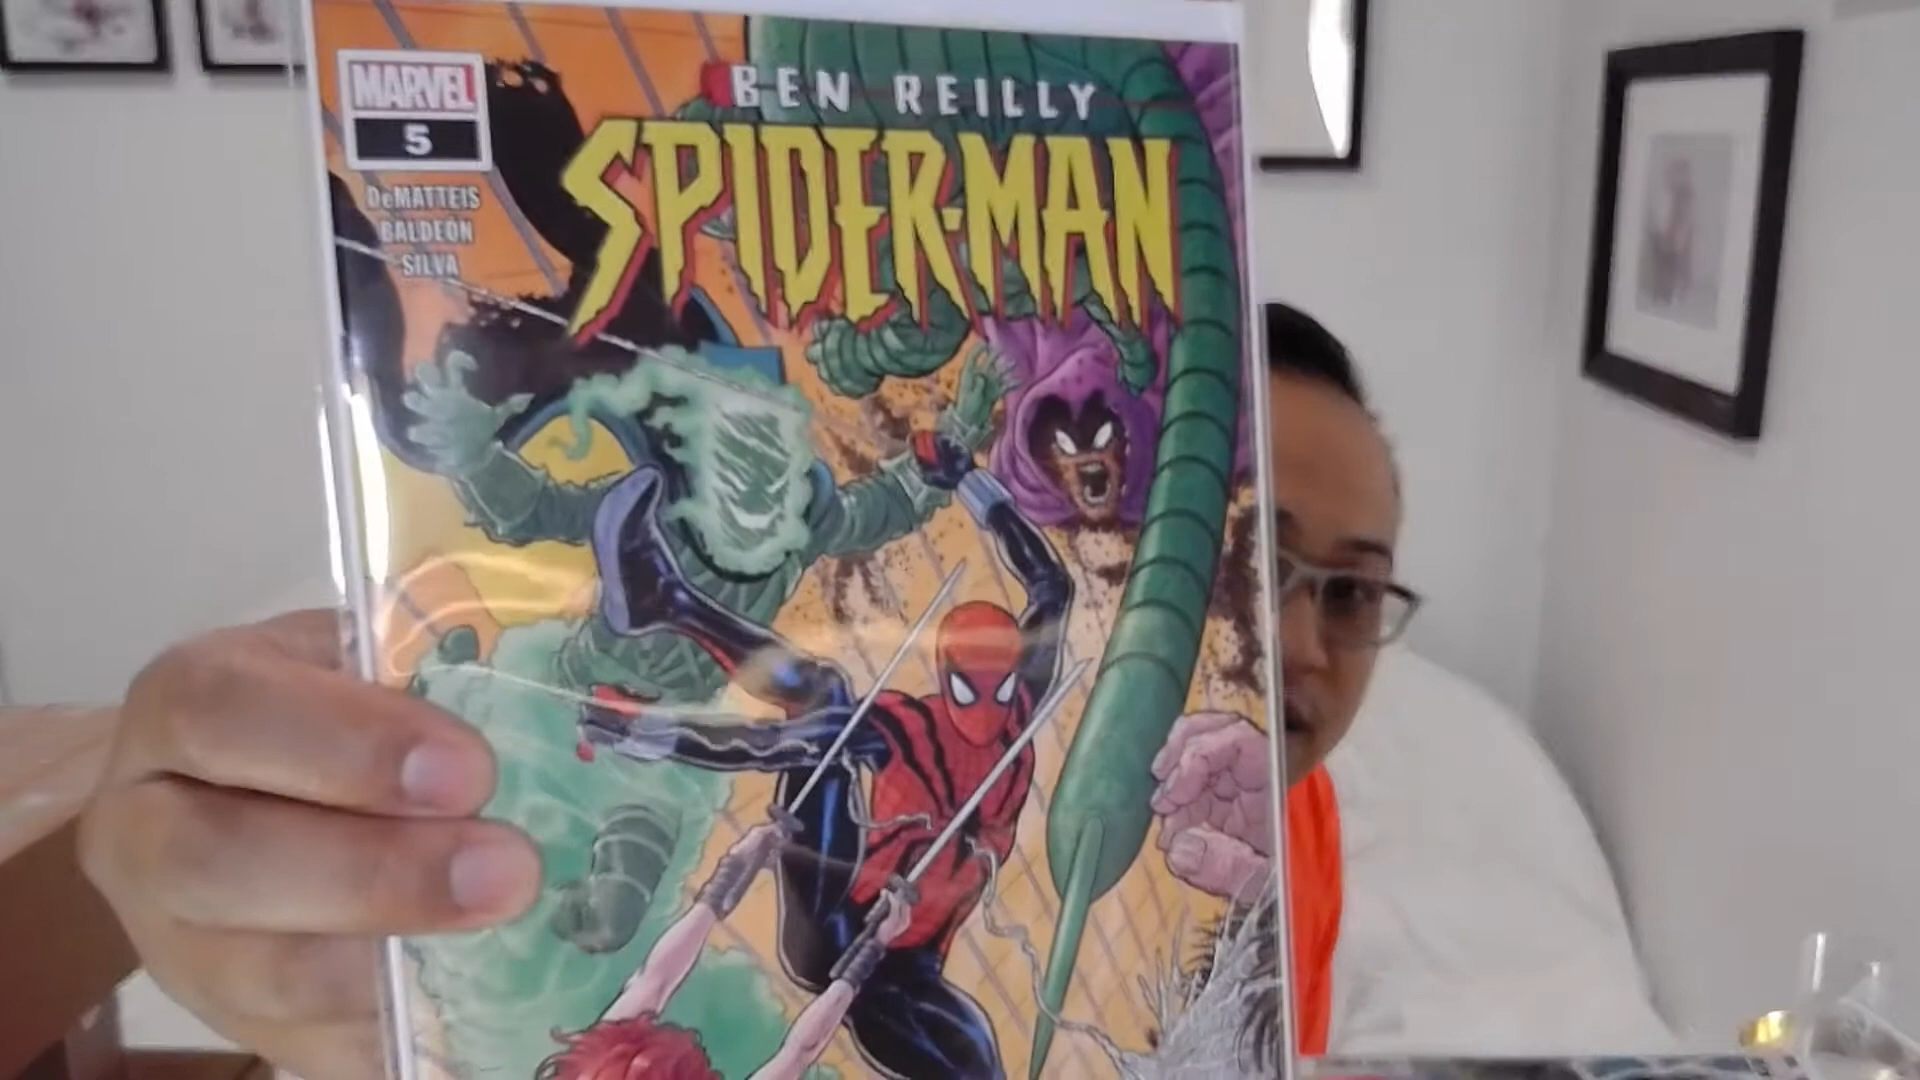 MARVEL
5
DeMATTEIS
BALDEÓN
SILVA
BEN REILLY
SPIDER-MAN